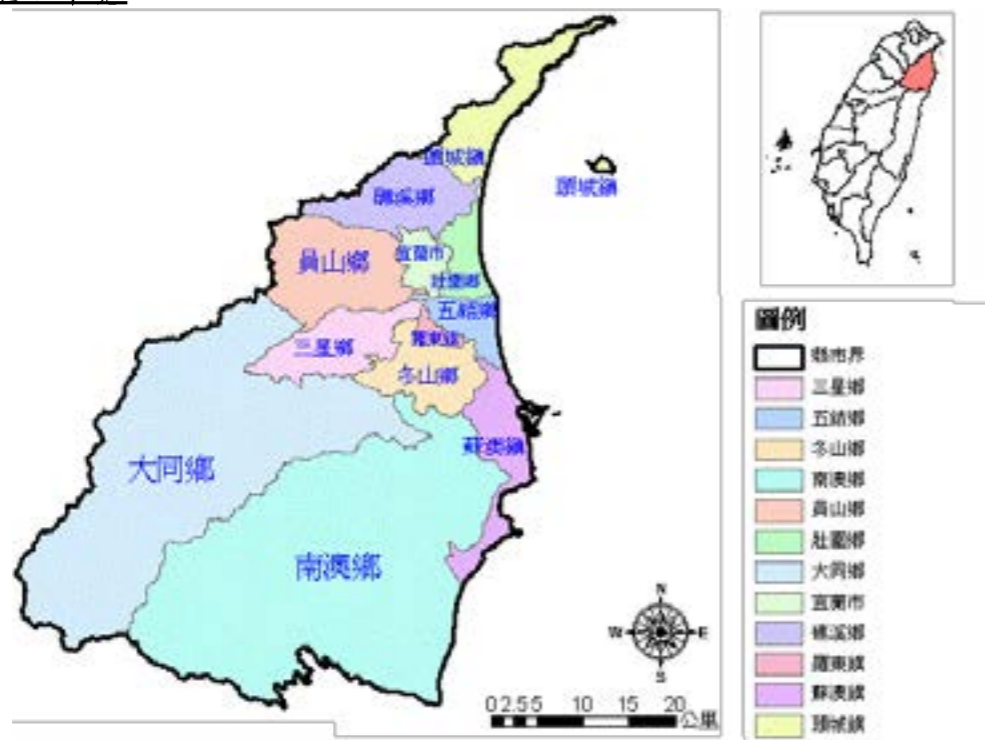 頭城鎮
頭城鎮
礁溪鄉
員山鄉
宜蘭市
壯圍鄉
五結鄉
三星鄉
羅東鎮
冬山鄉
蘇澳鎮
大同鄉
南澳鄉
N
W
E
S
0 2.5 5 10 15 20
公里
圖例
縣市界
三星鄉
五結鄉
冬山鄉
南澳鄉
員山鄉
壯圍鄉
大同鄉
宜蘭市
礁溪鄉
羅東鎮
蘇澳鎮
頭城鎮